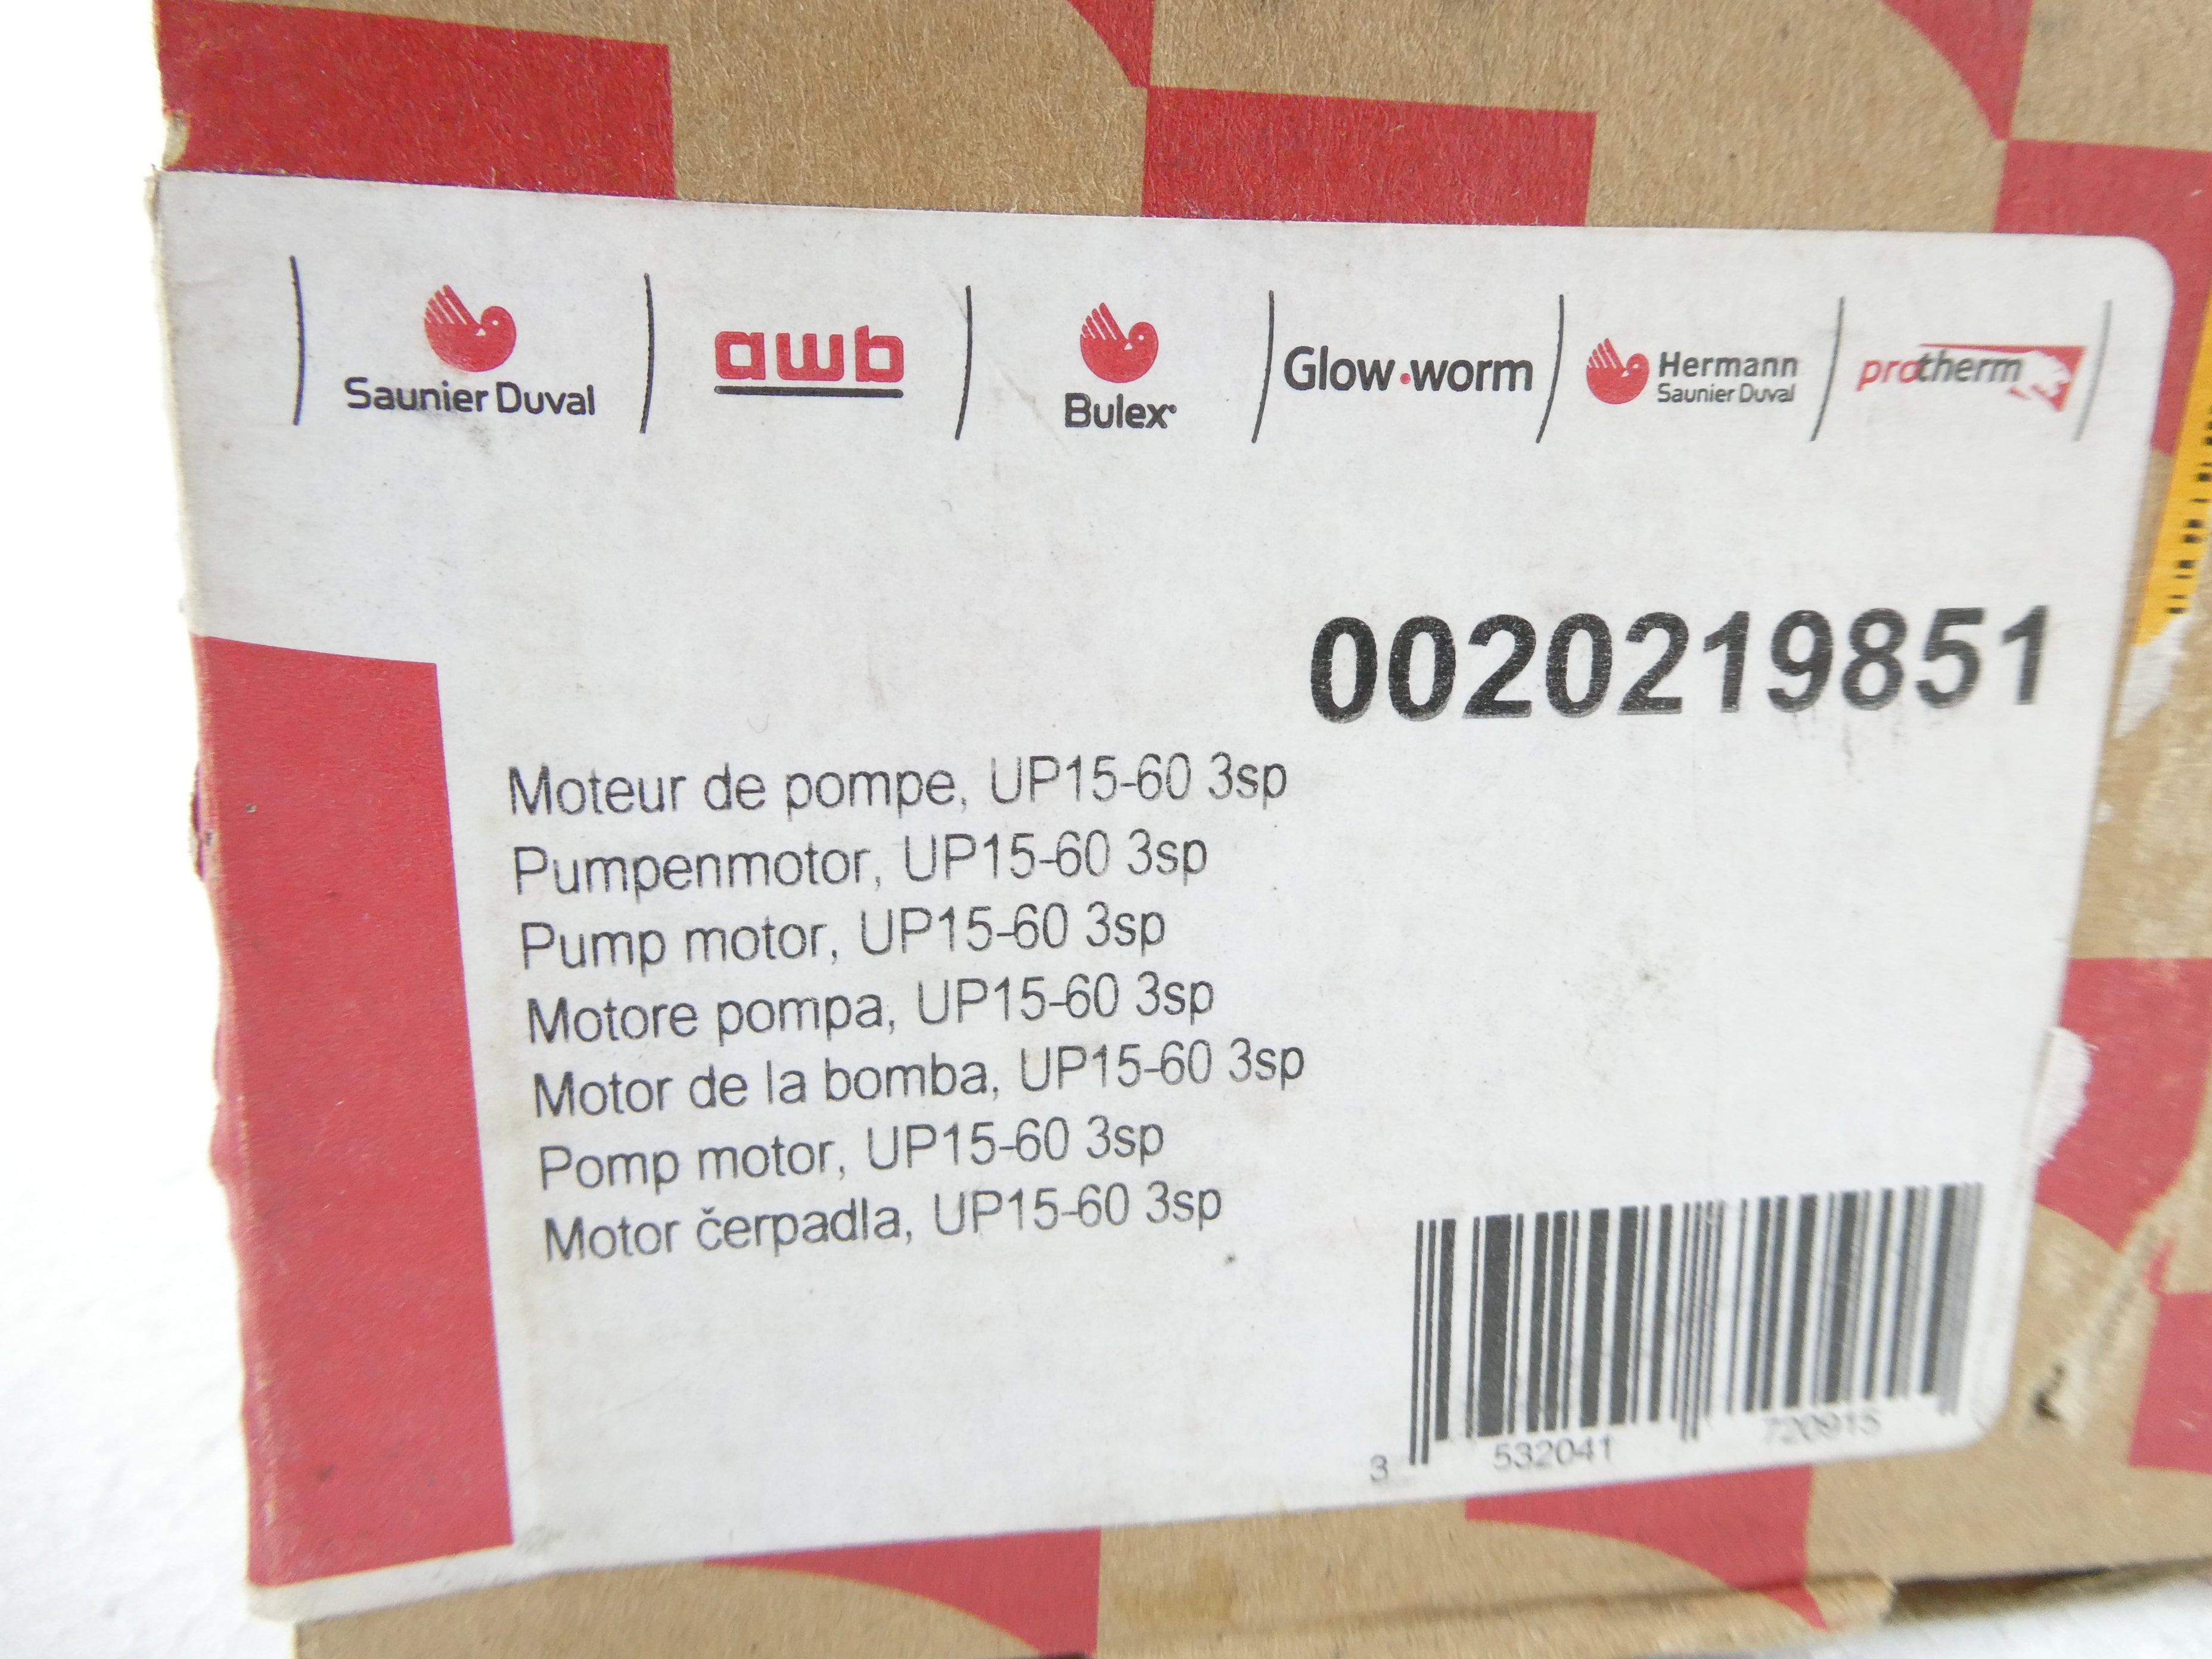 Saunier Duval awb Bulex Glow•worm Hermann Saunier Duval protherm
0020219851
Moteur de pompe, UP15-60 3sp
Pumpenmotor, UP15-60 3sp
Pump motor, UP15-60 3sp
Motore pompa, UP15-60 3sp
Motor de la bomba, UP15-60 3sp
Pomp motor, UP15-60 3sp
Motor čerpadla, UP15-60 3sp
3 532041 720915